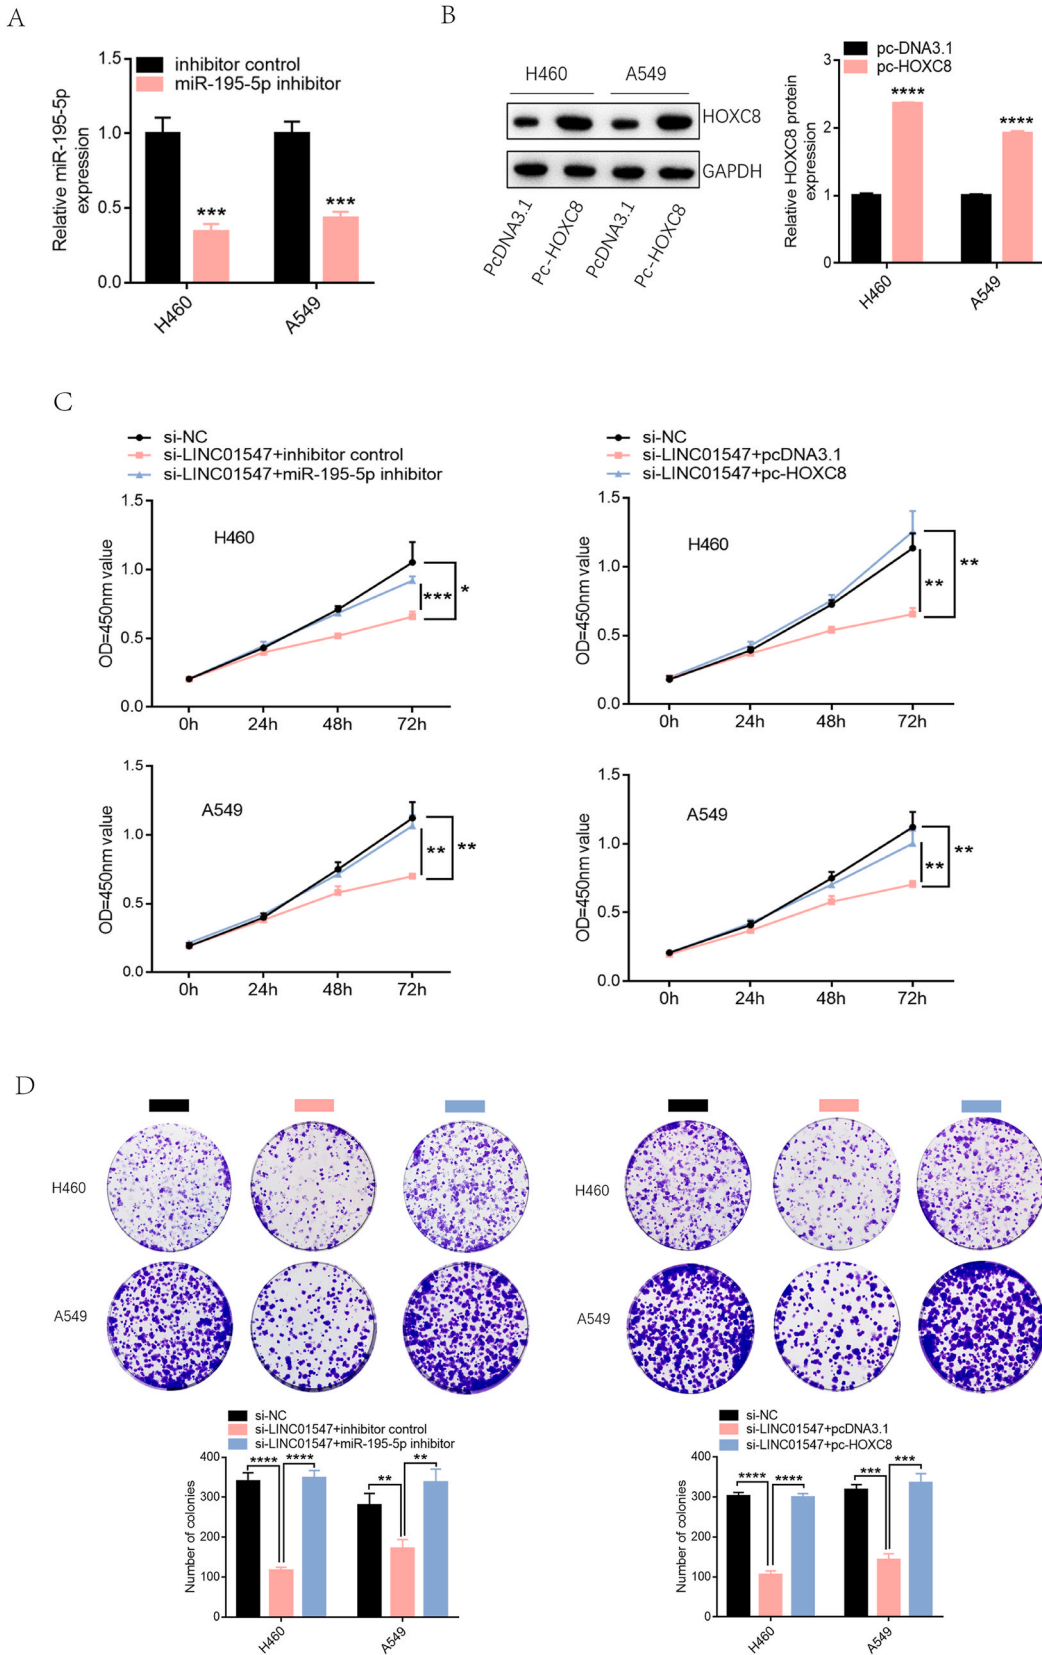 A
inhibitor control
miR-195-5p inhibitor
Relative miR-195-5p
expression
1.5
1.0
0.5
0.0
***
***
H460
A549
B
H460 A549
HOXC8
GAPDH
PcDNA3.1
Pc-HOXC8
PcDNA3.1
Pc-HOXC8
pc-DNA3.1
pc-HOXC8
Relative HOXC8 protein
expression
3
2
1
0
****
****
H460
A549
C
si-NC
si-LINC01547+inhibitor control
si-LINC01547+miR-195-5p inhibitor
OD=450nm value
1.5
1.0
0.5
0.0
H460
***
*
0h 24h 48h 72h
si-NC
si-LINC01547+pcDNA3.1
si-LINC01547+pc-HOXC8
OD=450nm value
1.5
1.0
0.5
0.0
H460
**
**
0h 24h 48h 72h
OD=450nm value
1.5
1.0
0.5
0.0
A549
**
**
0h 24h 48h 72h
OD=450nm value
1.5
1.0
0.5
0.0
A549
**
**
0h 24h 48h 72h
D
H460
A549
H460
A549
si-NC
si-LINC01547+inhibitor control
si-LINC01547+miR-195-5p inhibitor
Number of colonies
400
300
200
100
0
**** ****
** **
H460
A549
si-NC
si-LINC01547+pcDNA3.1
si-LINC01547+pc-HOXC8
Number of colonies
400
300
200
100
0
**** ****
*** ***
H460
A549